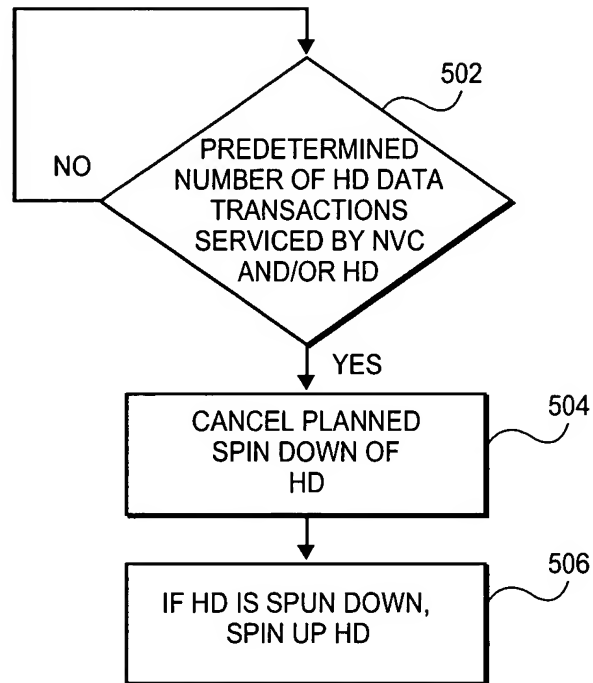 502
PREDETERMINED
NUMBER OF HD DATA
TRANSACTIONS
SERVICED BY NVC
AND/OR HD
NO
YES
504
CANCEL PLANNED
SPIN DOWN OF
HD
506
IF HD IS SPUN DOWN,
SPIN UP HD